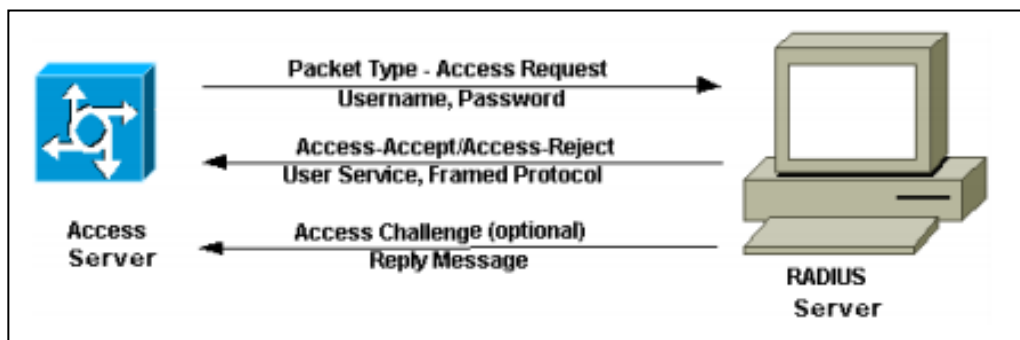 Packet Type - Access Request
Username, Password
Access-Accept/Access-Reject
User Service, Framed Protocol
Access Challenge (optional)
Reply Message
Access
Server
RADIUS
Server